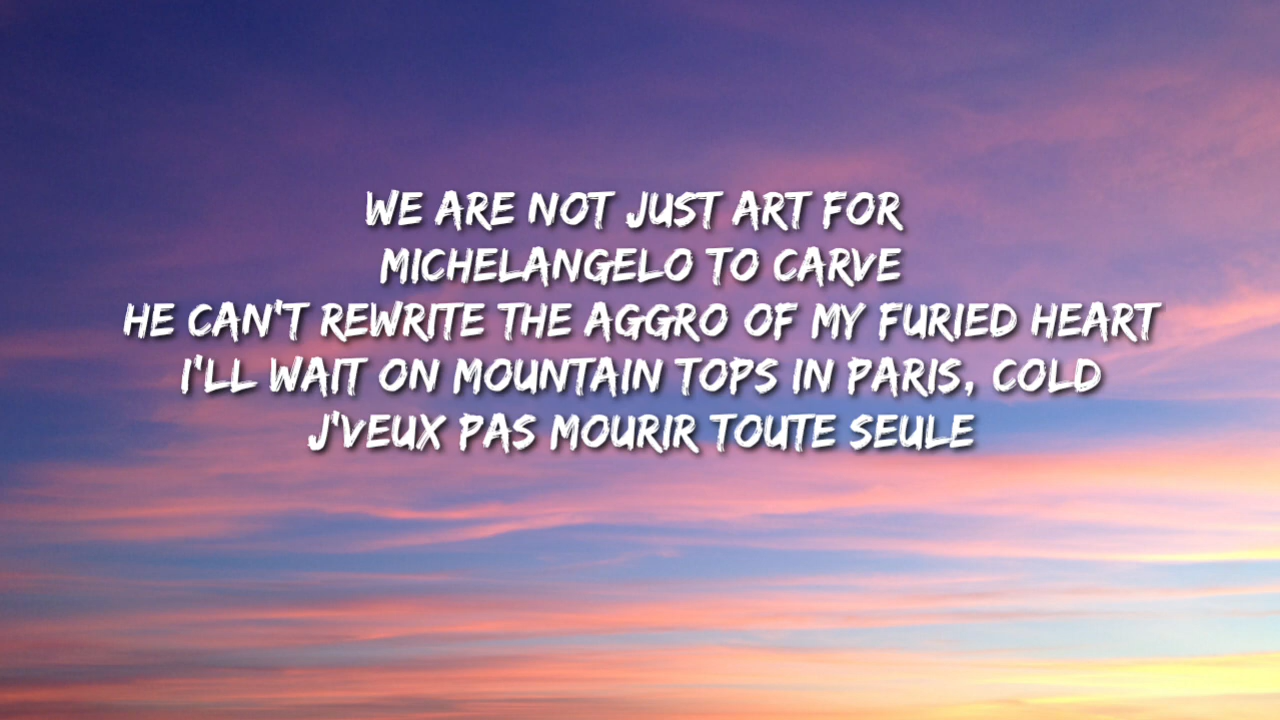 WE ARE NOT JUST ART FOR
MICHELANGELO TO CARVE
HE CAN'T REWRITE THE AGGRO OF MY FURIED HEART
I'LL WAIT ON MOUNTAIN TOPS IN PARIS, COLD
J'VEUX PAS MOURIR TOUTE SEULE